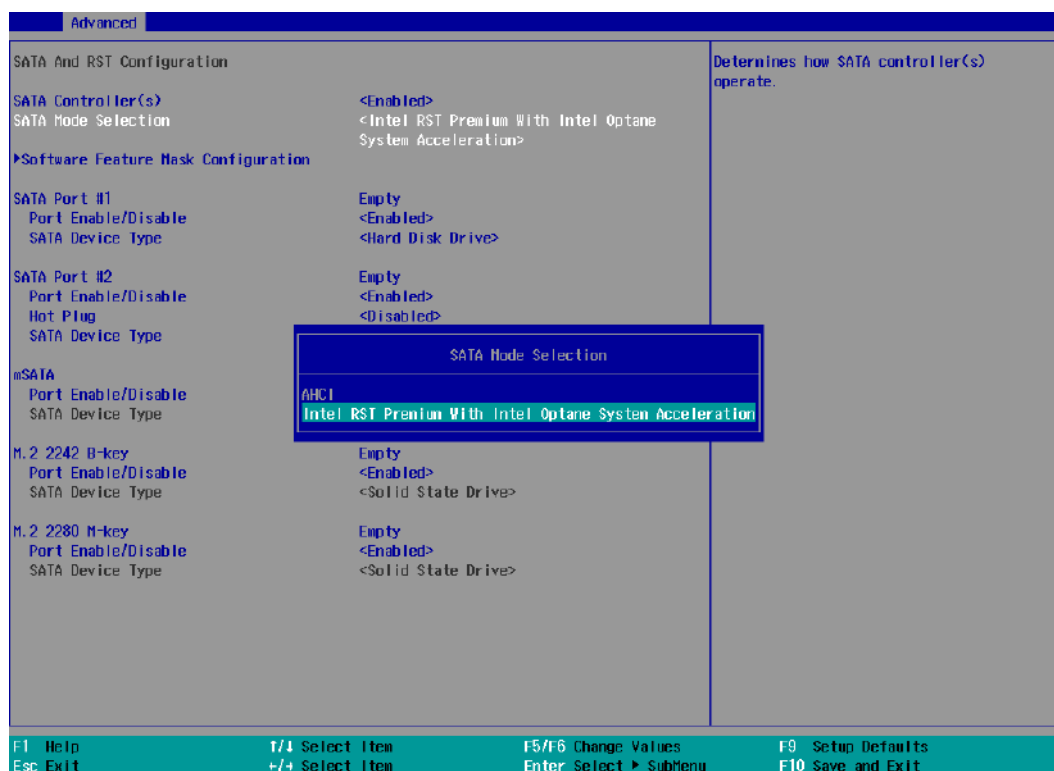 Advanced
SATA And RST Configuration
Determines how SATA controller(s)
operate.
SATA Controller(s) <Enabled>
SATA Mode Selection <Intel RST Premium With Intel Optane
System Acceleration>
▶Software Feature Mask Configuration
SATA Port #1 Empty
Port Enable/Disable <Enabled>
SATA Device Type <Hard Disk Drive>
SATA Port #2 Empty
Port Enable/Disable <Enabled>
Hot Plug <Disabled>
SATA Device Type
mSATA
Port Enable/Disable
SATA Device Type
SATA Mode Selection
AHCI
Intel RST Premium With Intel Optane System Acceleration
M.2 2242 B-key Empty
Port Enable/Disable <Enabled>
SATA Device Type <Solid State Drive>
M.2 2280 M-key Empty
Port Enable/Disable <Enabled>
SATA Device Type <Solid State Drive>
F1 Help ↑/↓ Select Item F5/F6 Change Values F9 Setup Defaults
Esc Exit ←/→ Select Item Enter Select ▶ SubMenu F10 Save and Exit